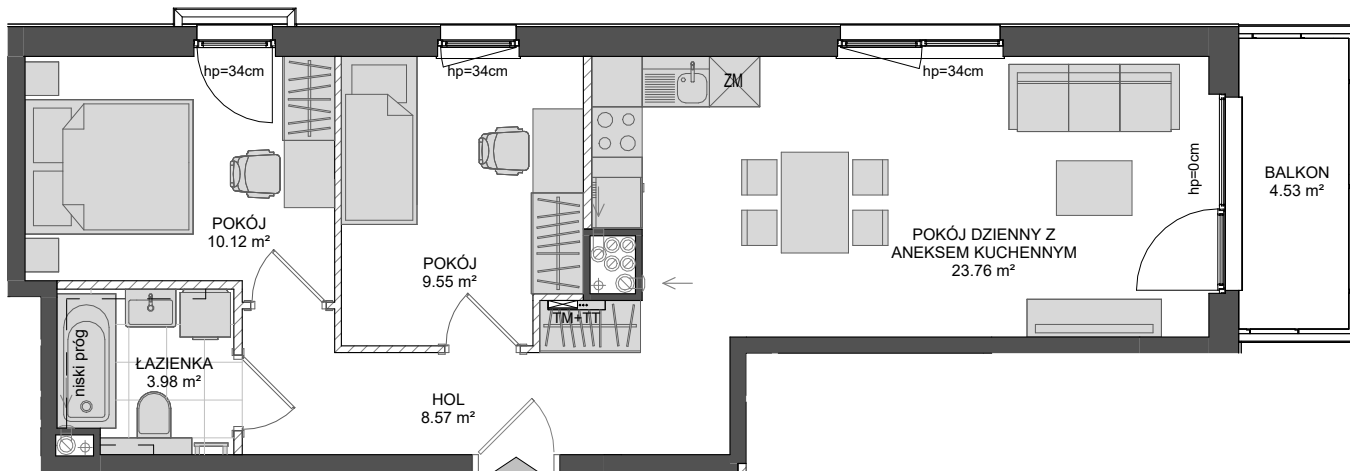 hp=34cm
hp=34cm
hp=34cm
ZM
hp=0cm
BALKON
4.53 m²
POKÓJ
10.12 m²
POKÓJ
9.55 m²
POKÓJ DZIENNY Z
ANEKSEM KUCHENNYM
23.76 m²
TM+TT
niski próg
ŁAZIENKA
3.98 m²
HOL
8.57 m²